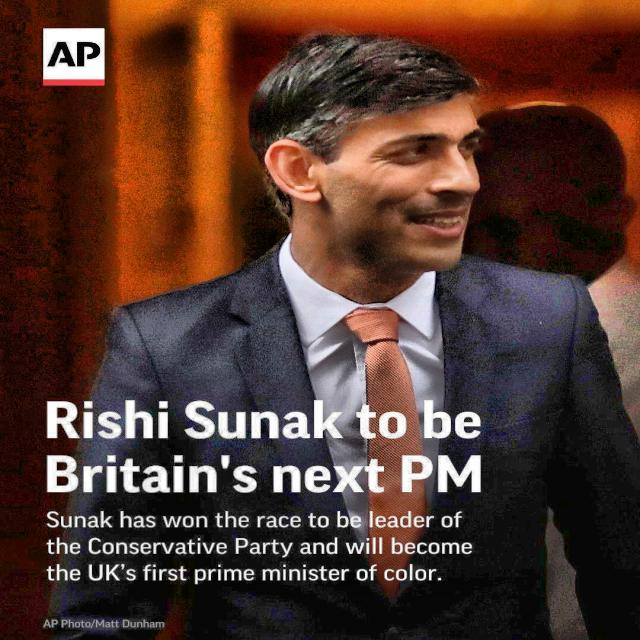 AP
Rishi Sunak to be
Britain's next PM
Sunak has won the race to be leader of
the Conservative Party and will become
the UK’s first prime minister of color.
AP Photo/Matt Dunham